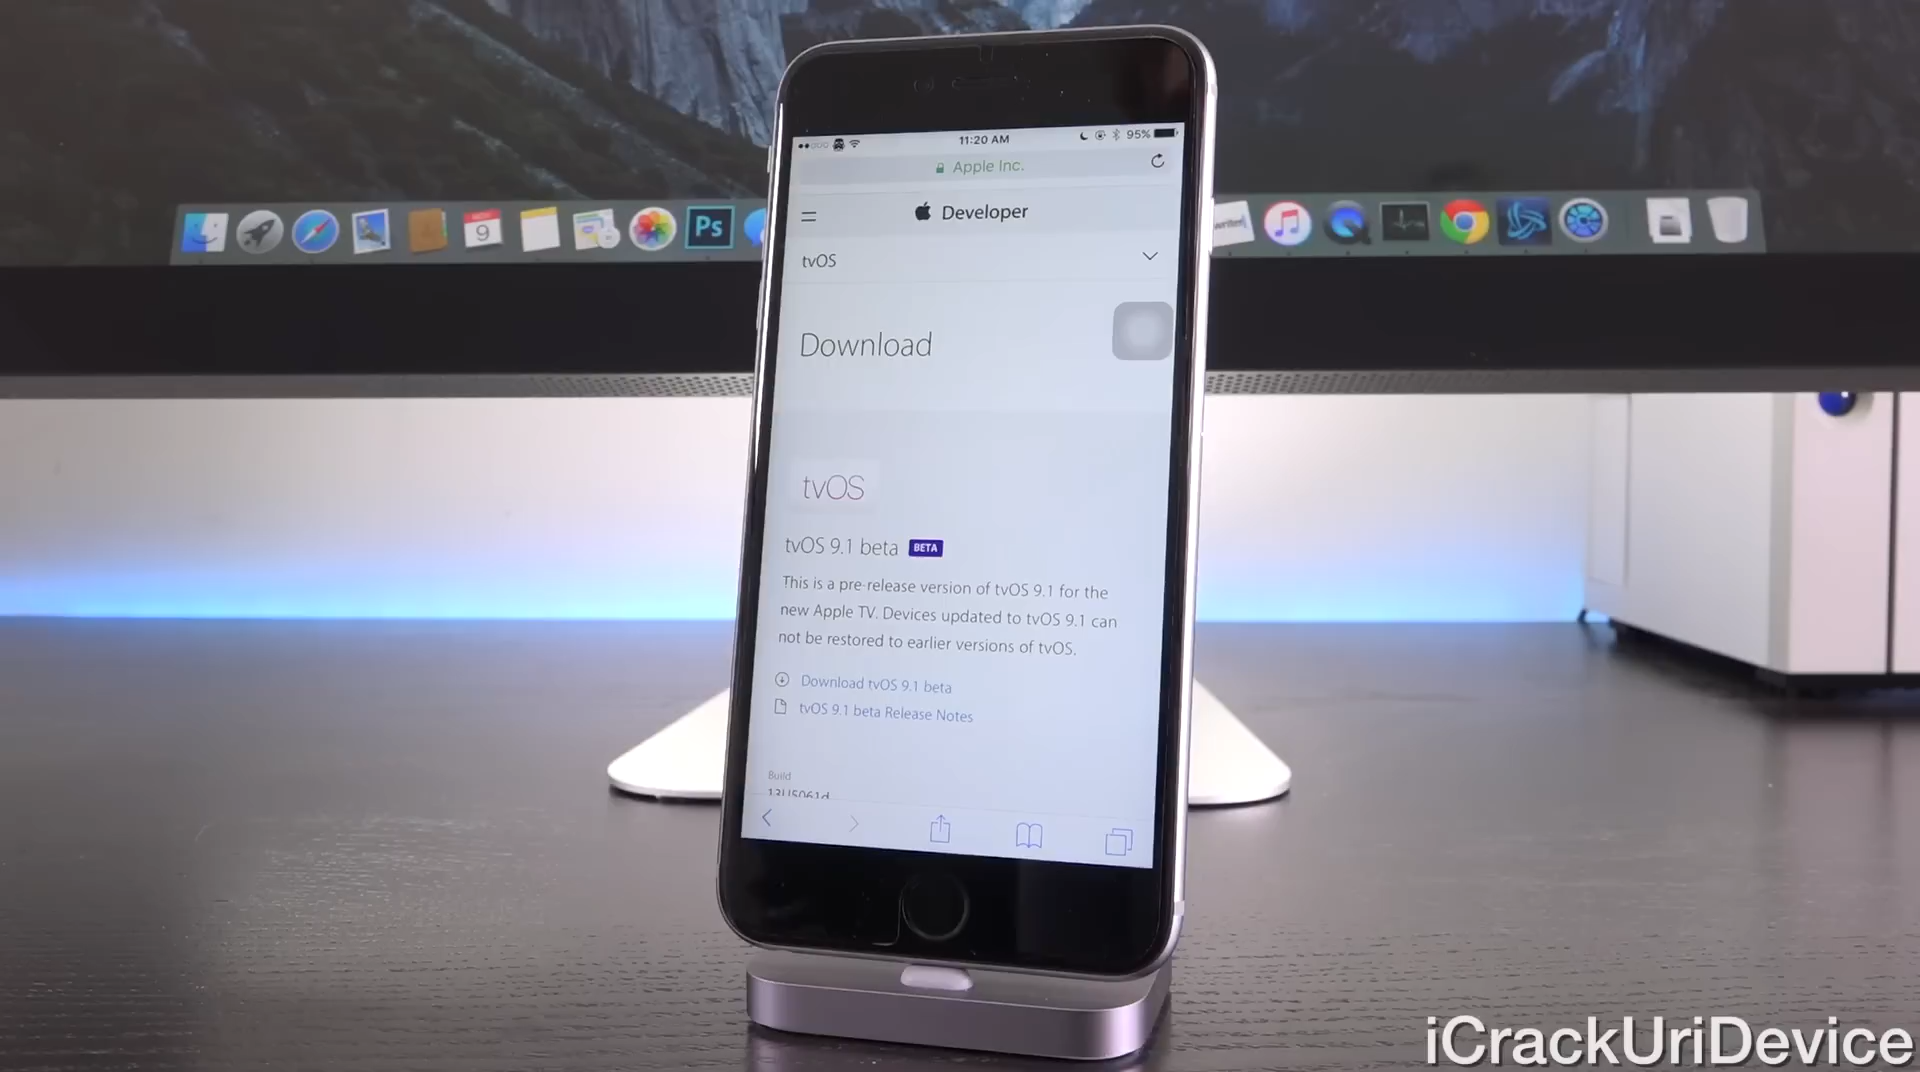 11:20 AM
95%
Apple Inc.
Developer
tvOS
Download
tvOS
tvOS 9.1 beta BETA
This is a pre-release version of tvOS 9.1 for the
new Apple TV. Devices updated to tvOS 9.1 can
not be restored to earlier versions of tvOS.
Download tvOS 9.1 beta
tvOS 9.1 beta Release Notes
Build
13U5061d
NOV
9
Ps
iCrackUriDevice